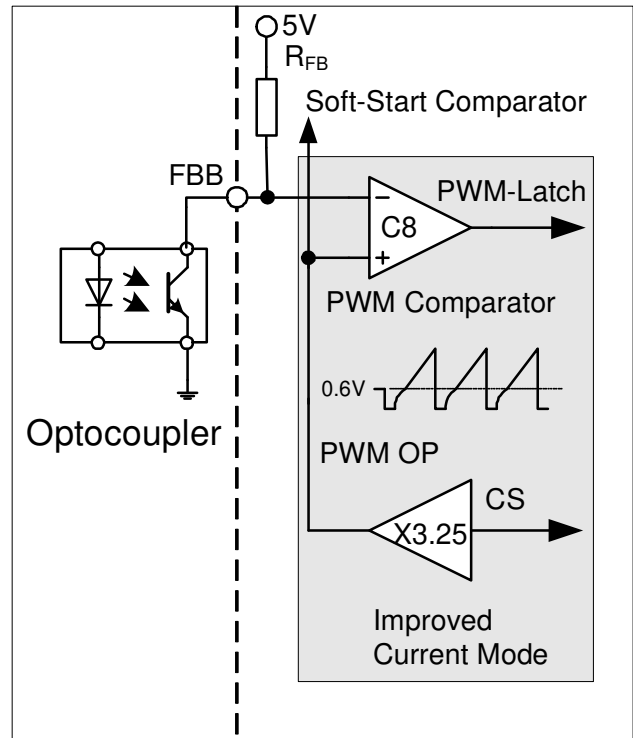 5V
RFB
Soft-Start Comparator
FBB
PWM-Latch
−
C8
+
PWM Comparator
0.6V
Optocoupler
PWM OP
CS
X3.25
Improved
Current Mode